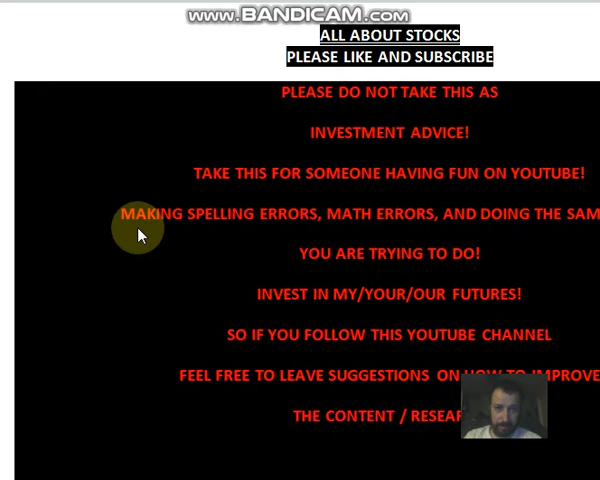 www.BANDICAM.com
ALL ABOUT STOCKS
PLEASE LIKE AND SUBSCRIBE
PLEASE DO NOT TAKE THIS AS
INVESTMENT ADVICE!
TAKE THIS FOR SOMEONE HAVING FUN ON YOUTUBE!
MAKING SPELLING ERRORS, MATH ERRORS, AND DOING THE SAM
YOU ARE TRYING TO DO!
INVEST IN MY/YOUR/OUR FUTURES!
SO IF YOU FOLLOW THIS YOUTUBE CHANNEL
FEEL FREE TO LEAVE SUGGESTIONS ON HOW TO IMPROVE
THE CONTENT / RESEAR